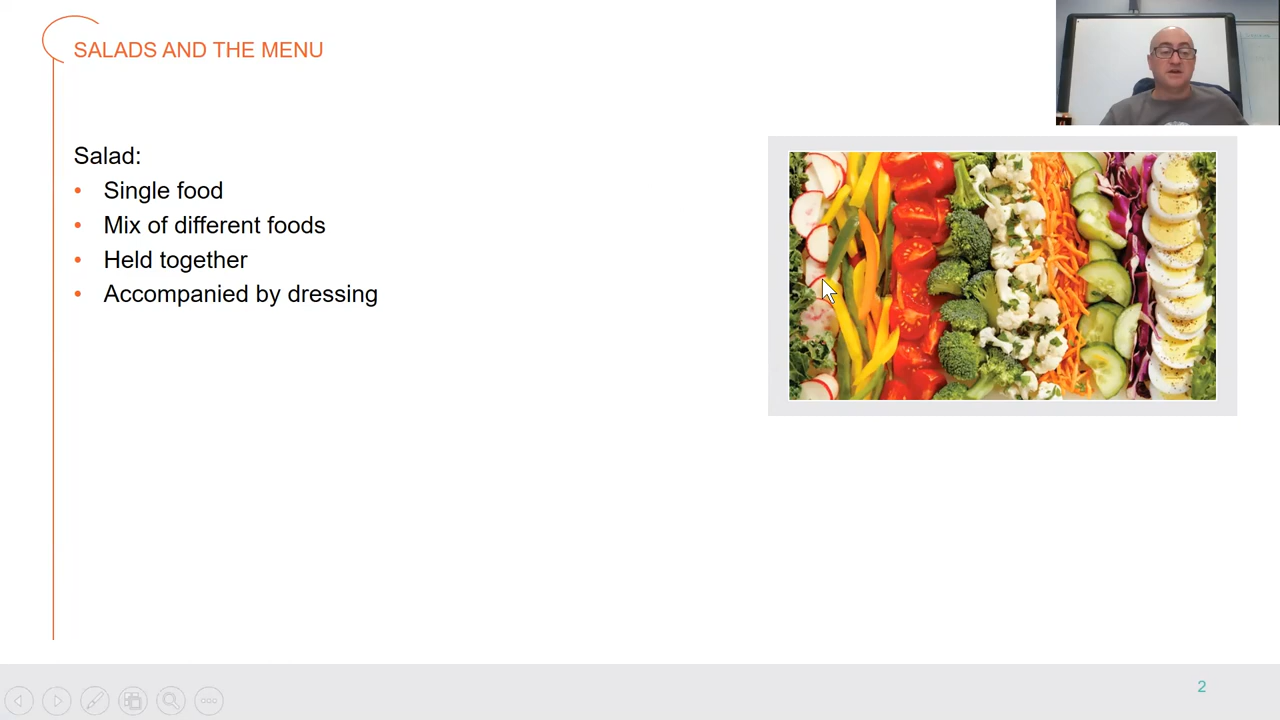 SALADS AND THE MENU
Salad:
• Single food
• Mix of different foods
• Held together
• Accompanied by dressing
2